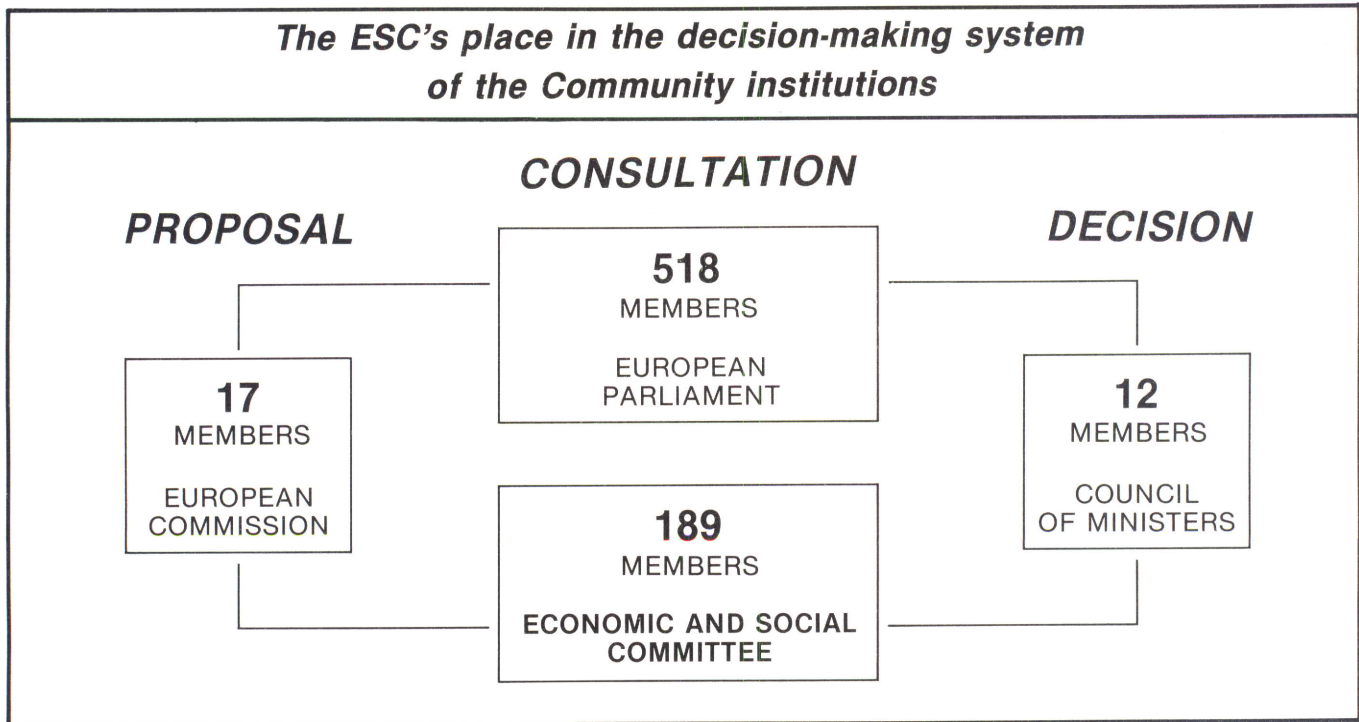 The ESC's place in the decision-making system
of the Community institutions
CONSULTATION
PROPOSAL
DECISION
518
MEMBERS
EUROPEAN
PARLIAMENT
17
MEMBERS
EUROPEAN
COMMISSION
12
MEMBERS
COUNCIL
OF MINISTERS
189
MEMBERS
ECONOMIC AND SOCIAL
COMMITTEE